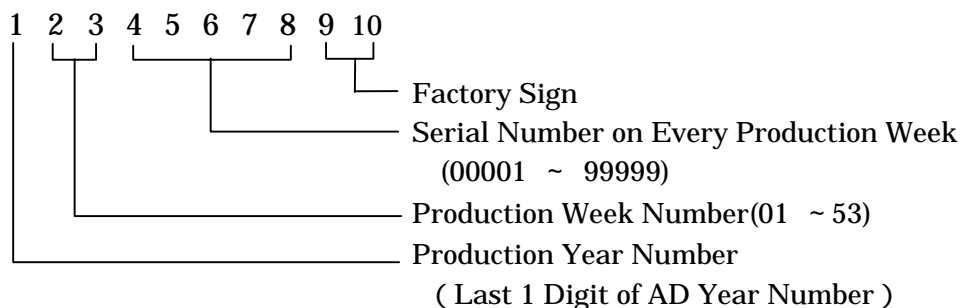 1 2 3 4 5 6 7 8 9 10
Factory Sign
Serial Number on Every Production Week
(00001 ~ 99999)
Production Week Number(01 ~ 53)
Production Year Number
( Last 1 Digit of AD Year Number )